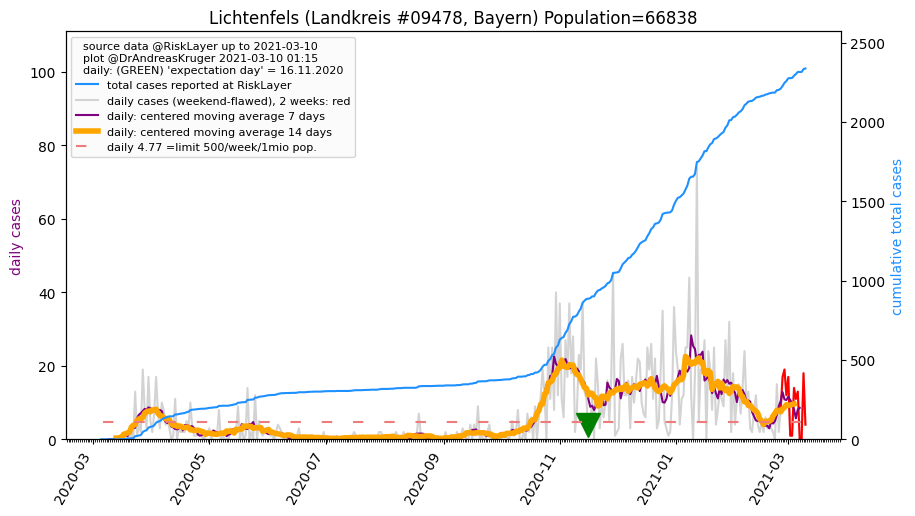 Lichtenfels (Landkreis #09478, Bayern) Population=66838
source data @RiskLayer up to 2021-03-10
plot @DrAndreasKruger 2021-03-10 01:15
daily: (GREEN) 'expectation day' = 16.11.2020
total cases reported at RiskLayer
daily cases (weekend-flawed), 2 weeks: red
daily: centered moving average 7 days
daily: centered moving average 14 days
daily 4.77 =limit 500/week/1mio pop.
daily cases
100
80
60
40
20
0
cumulative total cases
2500
2000
1500
1000
500
0
2020-03
2020-05
2020-07
2020-09
2020-11
2021-01
2021-03